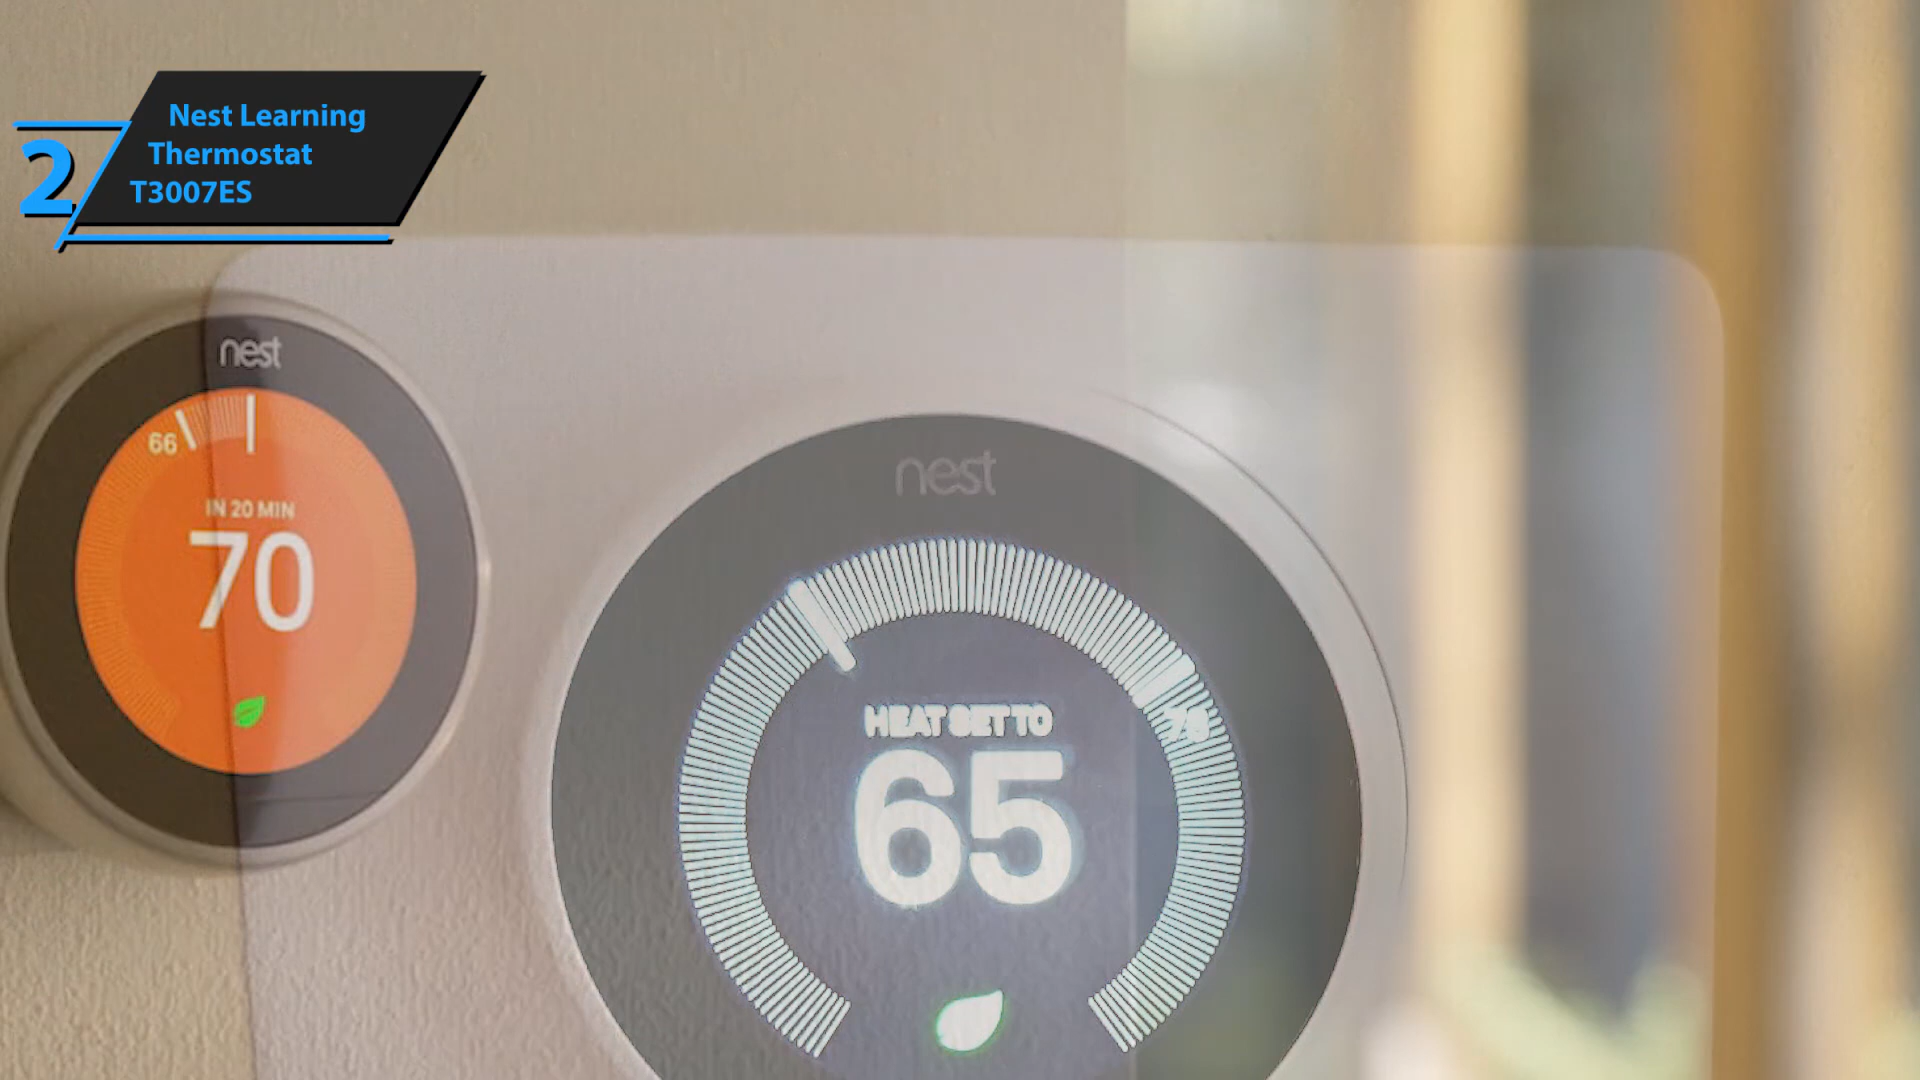 2
Nest Learning
Thermostat
T3007ES
nest
66
IN 20 MIN
70
nest
HEAT SET TO
65